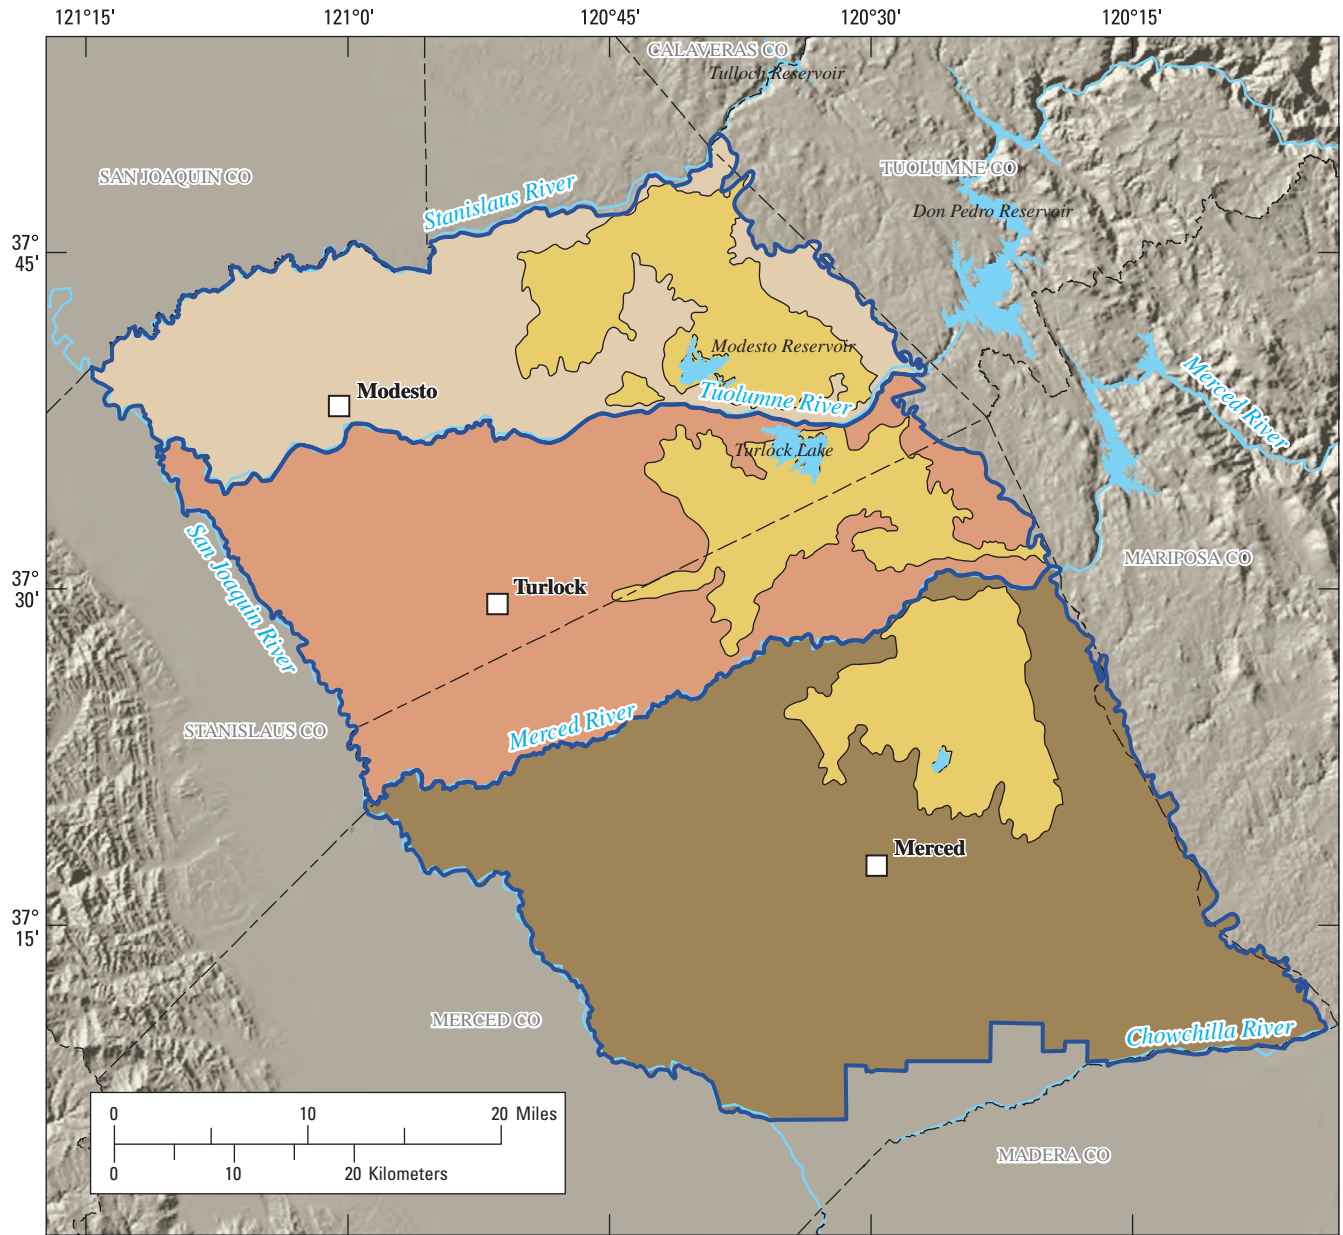 121°15' 121°0' 120°45' 120°30' 120°15'
CALAVERAS CO
Tulloch Reservoir
SAN JOAQUIN CO
TUOLUMNE CO
Stanislaus River
Don Pedro Reservoir
37°
45'
Modesto Reservoir
Merced River
Modesto
Tuolumne River
Turlock Lake
San Joaquin River
MARIPOSA CO
37°
30'
Turlock
STANISLAUS CO
Merced River
Merced
37°
15'
MERCED CO
Chowchilla River
0 10 20 Miles
0 10 20 Kilometers
MADERA CO